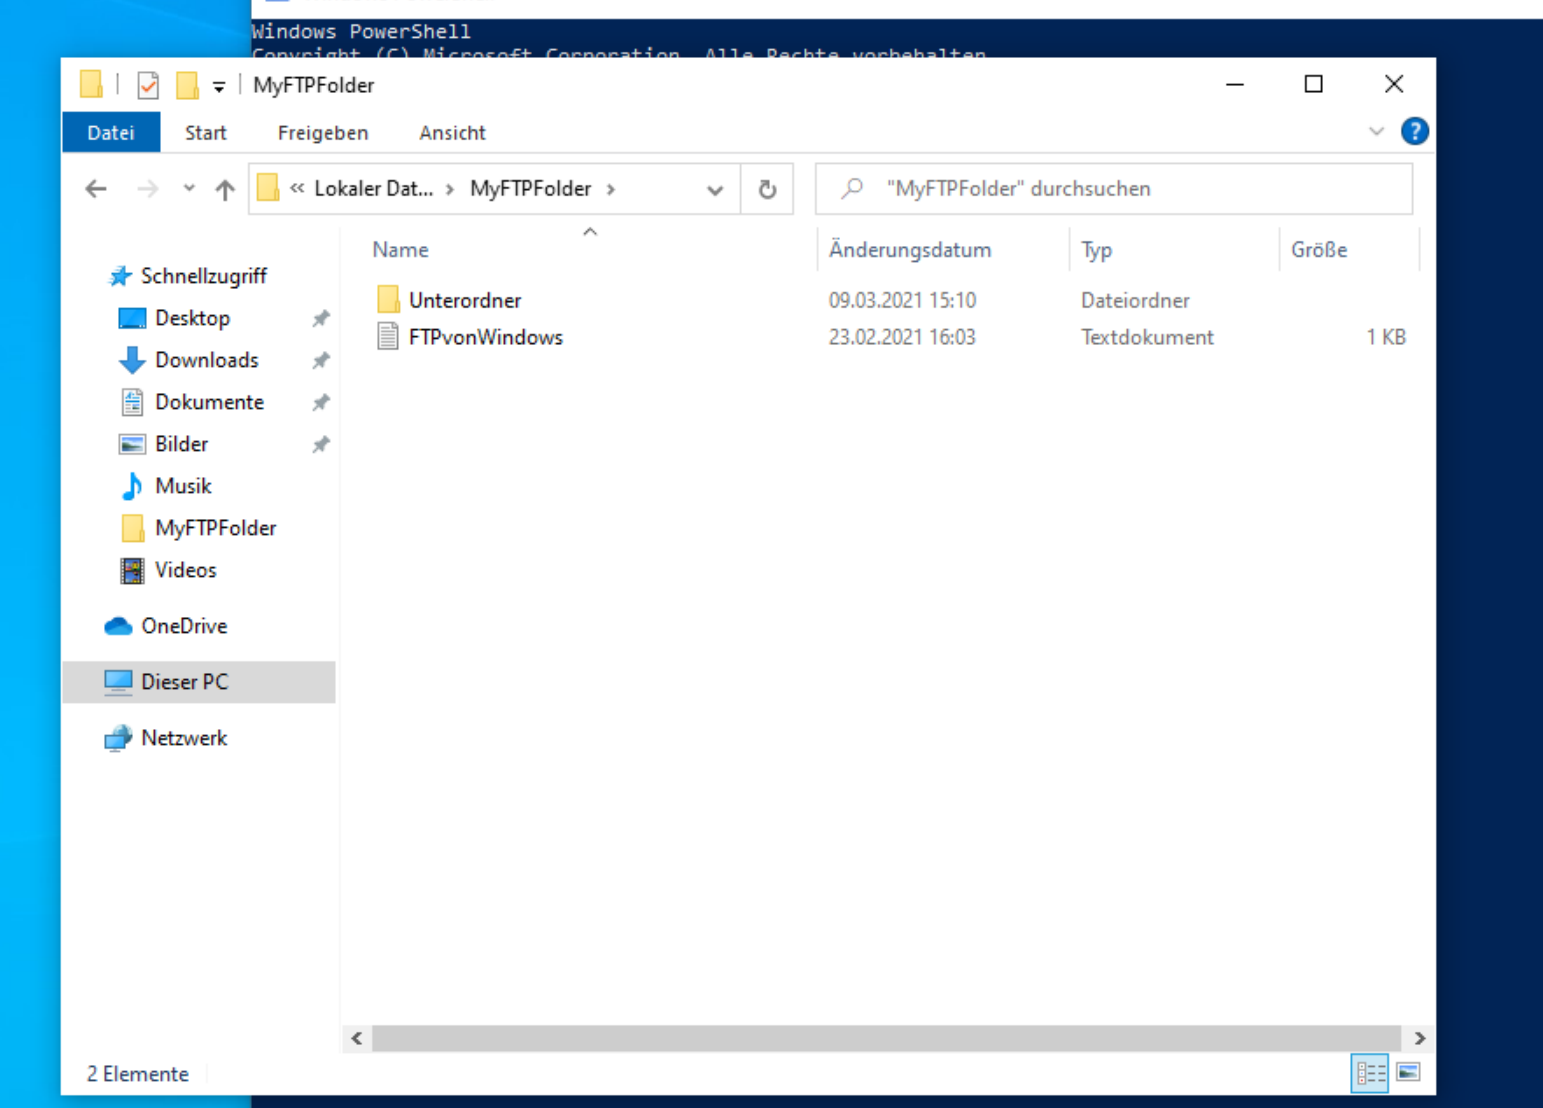 Windows PowerShell
Copyright (C) Microsoft Corporation. Alle Rechte vorbehalten
MyFTPFolder
Datei Start Freigeben Ansicht
« Lokaler Dat... › MyFTPFolder ›
"MyFTPFolder" durchsuchen
Name Änderungsdatum Typ Größe
Schnellzugriff
Desktop
Downloads
Dokumente
Bilder
Musik
MyFTPFolder
Videos
OneDrive
Dieser PC
Netzwerk
Unterordner 09.03.2021 15:10 Dateiordner
FTPvonWindows 23.02.2021 16:03 Textdokument 1 KB
2 Elemente